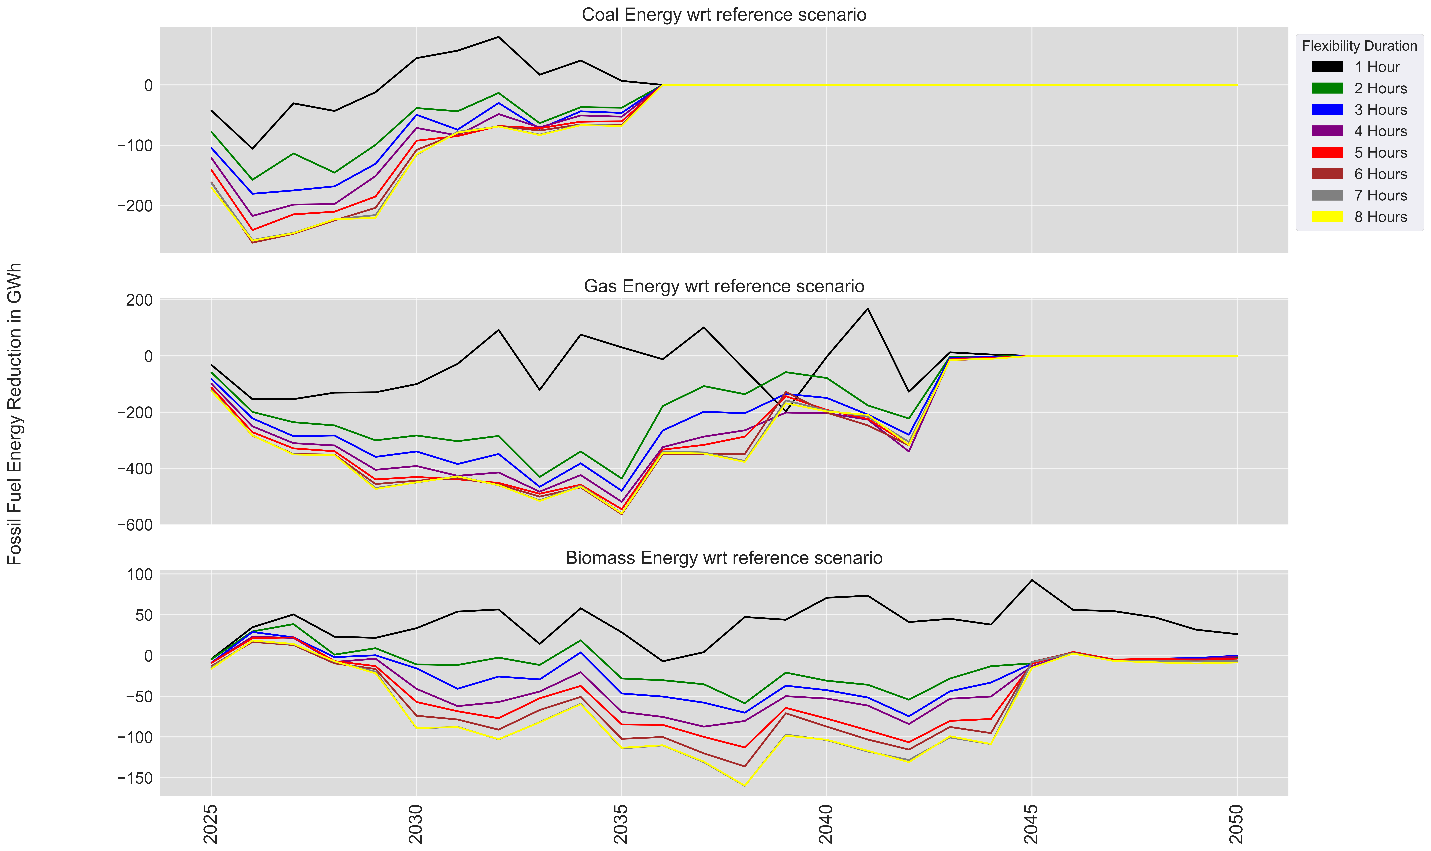 Coal Energy wrt reference scenario
0
−100
−200
Flexibility Duration
1 Hour
2 Hours
3 Hours
4 Hours
5 Hours
6 Hours
7 Hours
8 Hours
Fossil Fuel Energy Reduction in GWh
Gas Energy wrt reference scenario
200
0
−200
−400
−600
Biomass Energy wrt reference scenario
100
50
0
−50
−100
−150
2025
2030
2035
2040
2045
2050